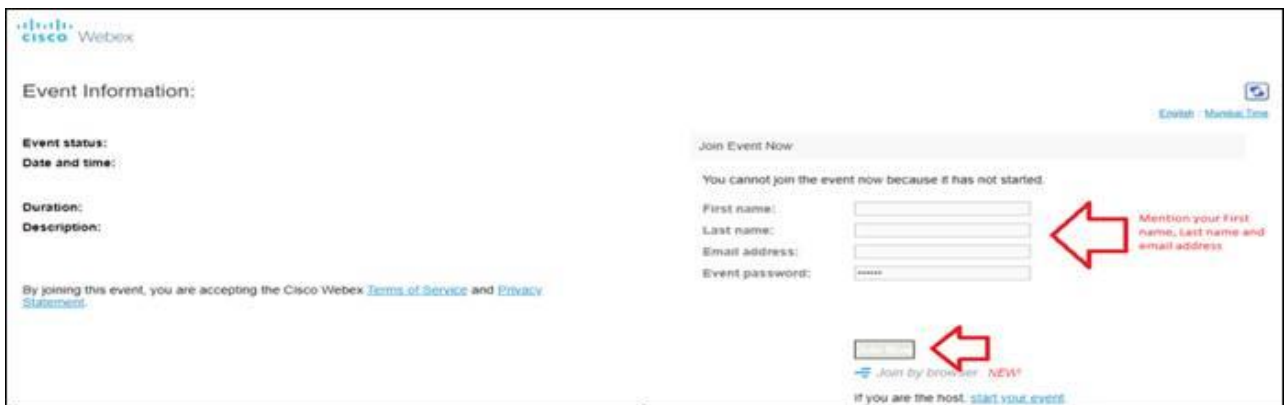 cisco Webex
Event Information:
English : Mumbai Time
Event status:
Date and time:
Duration:
Description:
By joining this event, you are accepting the Cisco Webex Terms of Service and Privacy
Statement.
Join Event Now
You cannot join the event now because it has not started.
First name:
Last name:
Email address:
Event password:
Mention your First
name, Last name and
email address
Join by browser NEW!
If you are the host, start your event.